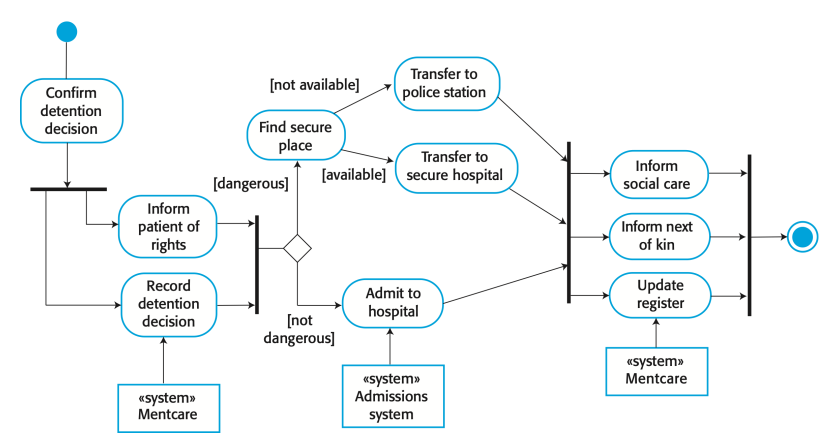 Confirm
detention
decision
Inform
patient of
rights
Record
detention
decision
«system»
Mentcare
[dangerous]
[not
dangerous]
Find secure
place
[not available]
[available]
Transfer to
police station
Transfer to
secure hospital
Admit to
hospital
«system»
Admissions
system
Inform
social care
Inform next
of kin
Update
register
«system»
Mentcare